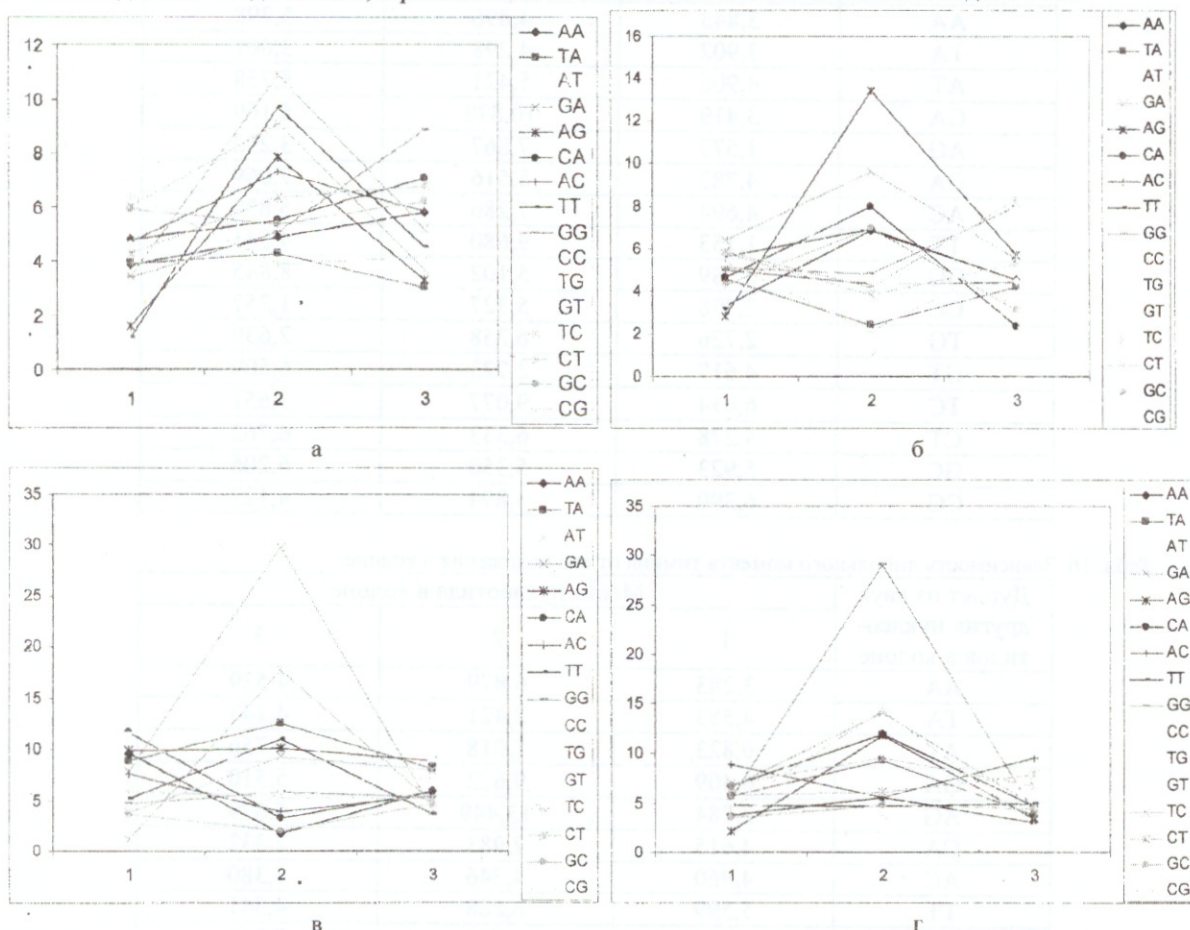 12
10
8
6
4
2
0
1 2 3
AA
TA
AT
GA
AG
CA
AC
TT
GG
CC
TG
GT
TC
CT
GC
CG
а
16
14
12
10
8
6
4
2
0
1 2 3
AA
TA
AT
GA
AG
CA
AC
TT
GG
CC
TG
GT
TC
CT
GC
CG
б
35
30
25
20
15
10
5
0
1 2 3
AA
TA
AT
GA
AG
CA
AC
TT
GG
CC
TG
GT
TC
CT
GC
CG
в
35
30
25
20
15
10
5
0
1 2 3
AA
TA
AT
GA
AG
CA
AC
TT
GG
CC
TG
GT
TC
CT
GC
CG
г